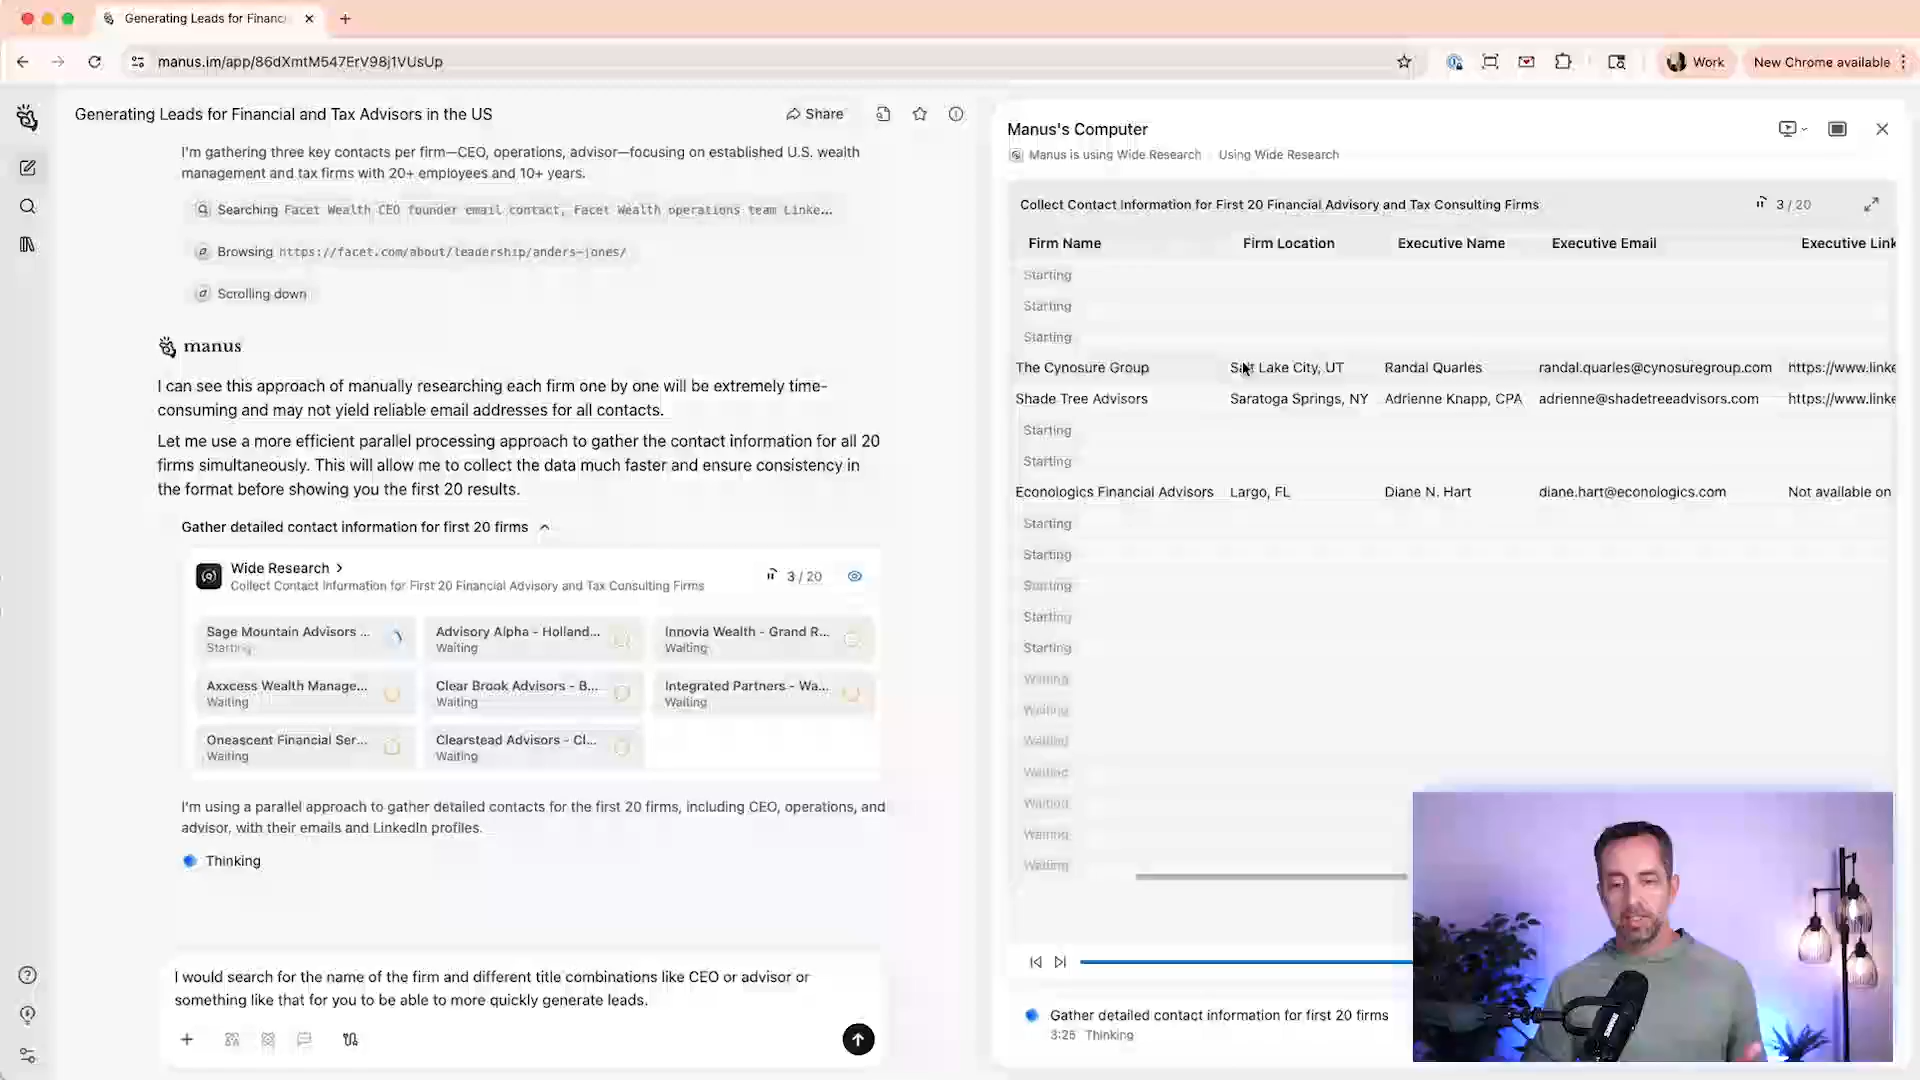 Generating Leads for Financ
manus.im/app/86dXmtM547ErV98j1VUsUp
Work
New Chrome available
Generating Leads for Financial and Tax Advisors in the US
Share
I'm gathering three key contacts per firm—CEO, operations, advisor—focusing on established U.S. wealth
management and tax firms with 20+ employees and 10+ years.
Searching Facet Wealth CEO founder email contact, Facet Wealth operations team Linke...
Browsing https://facet.com/about/leadership/anders-jones/
Scrolling down
manus
I can see this approach of manually researching each firm one by one will be extremely time-
consuming and may not yield reliable email addresses for all contacts.
Let me use a more efficient parallel processing approach to gather the contact information for all 20
firms simultaneously. This will allow me to collect the data much faster and ensure consistency in
the format before showing you the first 20 results.
Gather detailed contact information for first 20 firms
Wide Research
3 / 20
Collect Contact Information for First 20 Financial Advisory and Tax Consulting Firms
Sage Mountain Advisors ...
Starting
Advisory Alpha - Holland...
Waiting
Innovia Wealth - Grand R...
Waiting
Axxcess Wealth Manage...
Waiting
Clear Brook Advisors - B...
Waiting
Integrated Partners - Wa...
Waiting
Oneascent Financial Ser...
Waiting
Clearstead Advisors - Cl...
Waiting
I'm using a parallel approach to gather detailed contacts for the first 20 firms, including CEO, operations, and
advisor, with their emails and LinkedIn profiles.
Thinking
I would search for the name of the firm and different title combinations like CEO or advisor or
something like that for you to be able to more quickly generate leads.
Manus's Computer
Manus is using Wide Research
Using Wide Research
Collect Contact Information for First 20 Financial Advisory and Tax Consulting Firms
3 / 20
Firm Name Firm Location Executive Name Executive Email Executive Link
Starting
Starting
Starting
The Cynosure Group Salt Lake City, UT Randal Quarles randal.quarles@cynosuregroup.com https://www.linke
Shade Tree Advisors Saratoga Springs, NY Adrienne Knapp, CPA adrienne@shadetreeadvisors.com https://www.linke
Starting
Starting
Econologics Financial Advisors Largo, FL Diane N. Hart diane.hart@econologics.com Not available on
Starting
Starting
Starting
Starting
Starting
Waiting
Waiting
Waiting
Waiting
Waiting
Waiting
Waiting
Gather detailed contact information for first 20 firms
3:25 Thinking